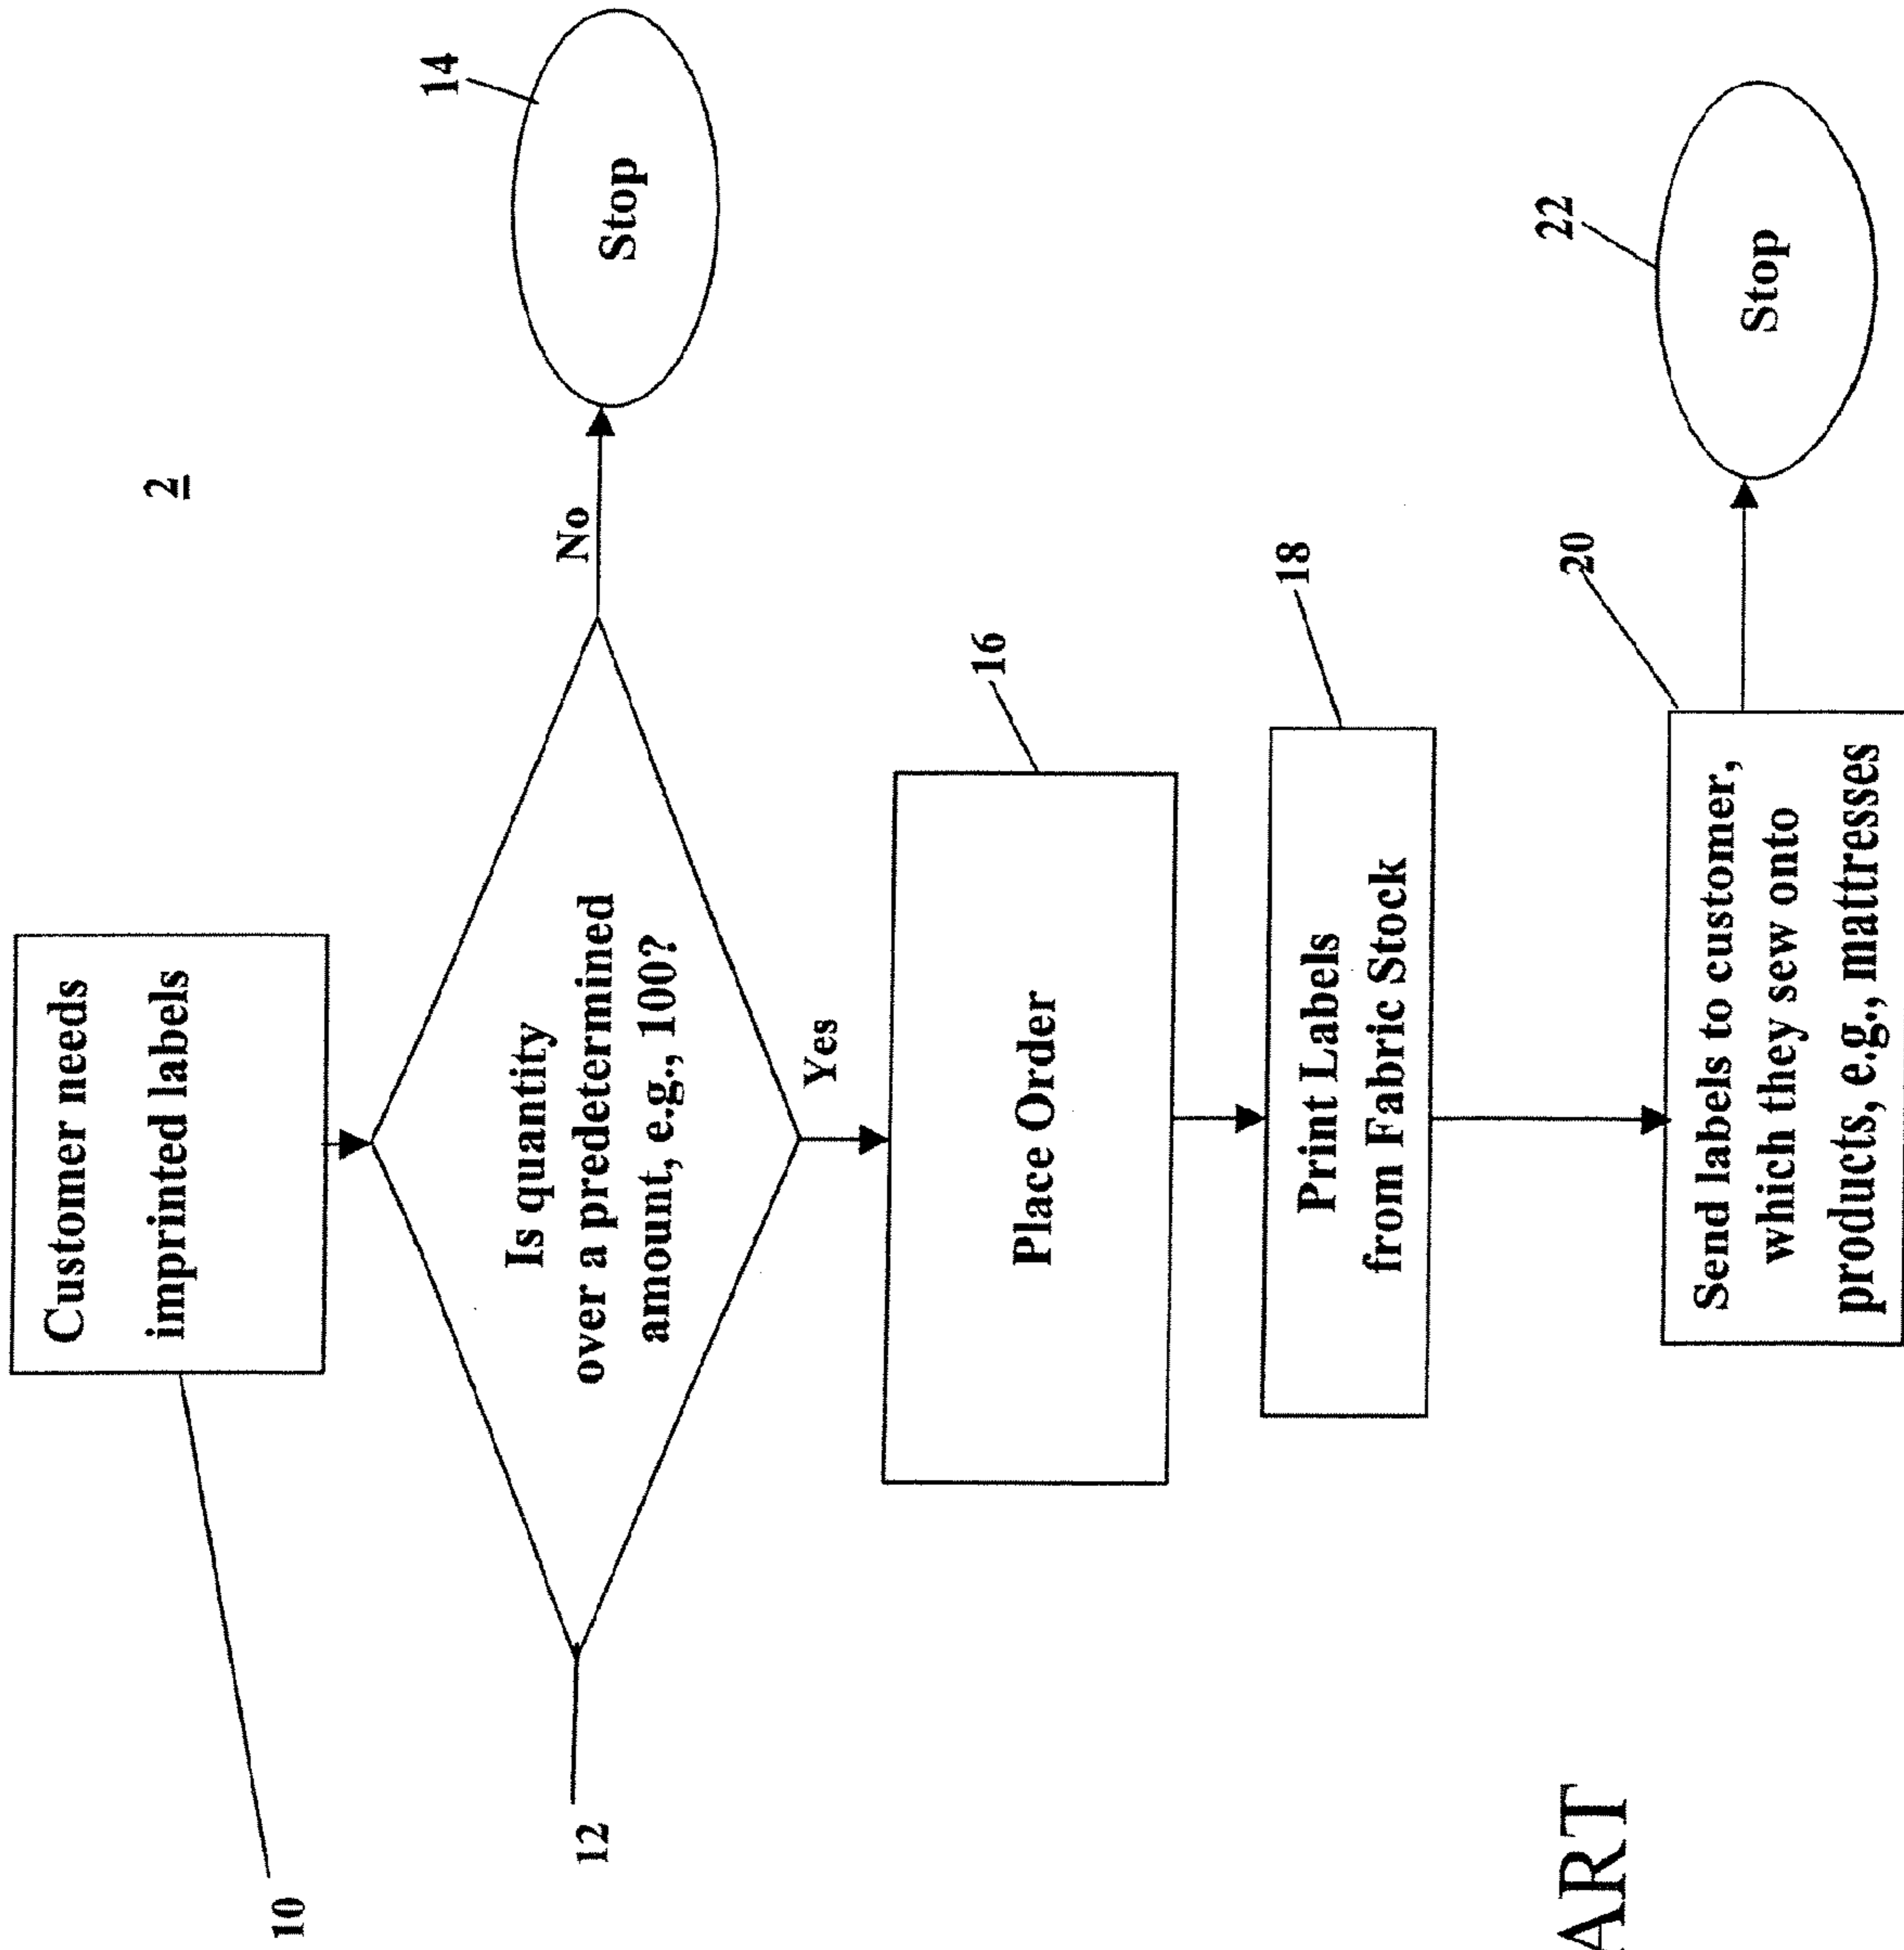 2
10
Customer needs
imprinted labels
12
Is quantity
over a predetermined
amount, e.g., 100?
No
14
Stop
Yes
16
Place Order
18
Print Labels
from Fabric Stock
20
Send labels to customer,
which they sew onto
products, e.g., mattresses
22
Stop
ART